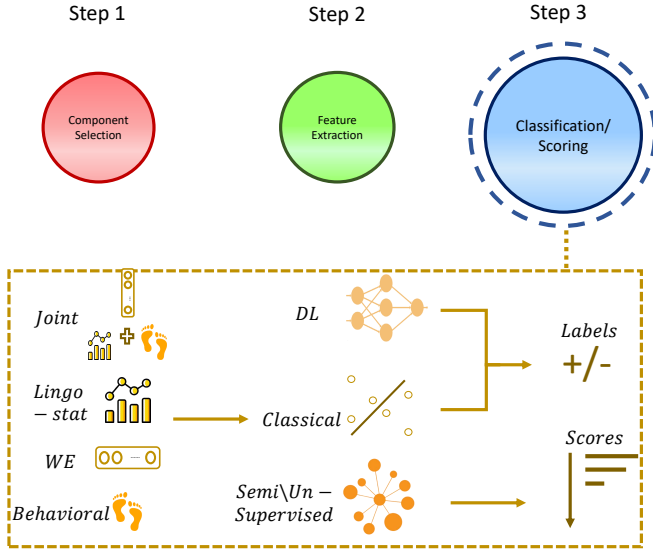 Step 1
Step 2
Step 3
Component
Selection
Feature
Extraction
Classification/
Scoring
Joint
Lingo
− stat
WE
Behavioral
DL
Classical
Semi\Un −
Supervised
Labels
+/-
Scores